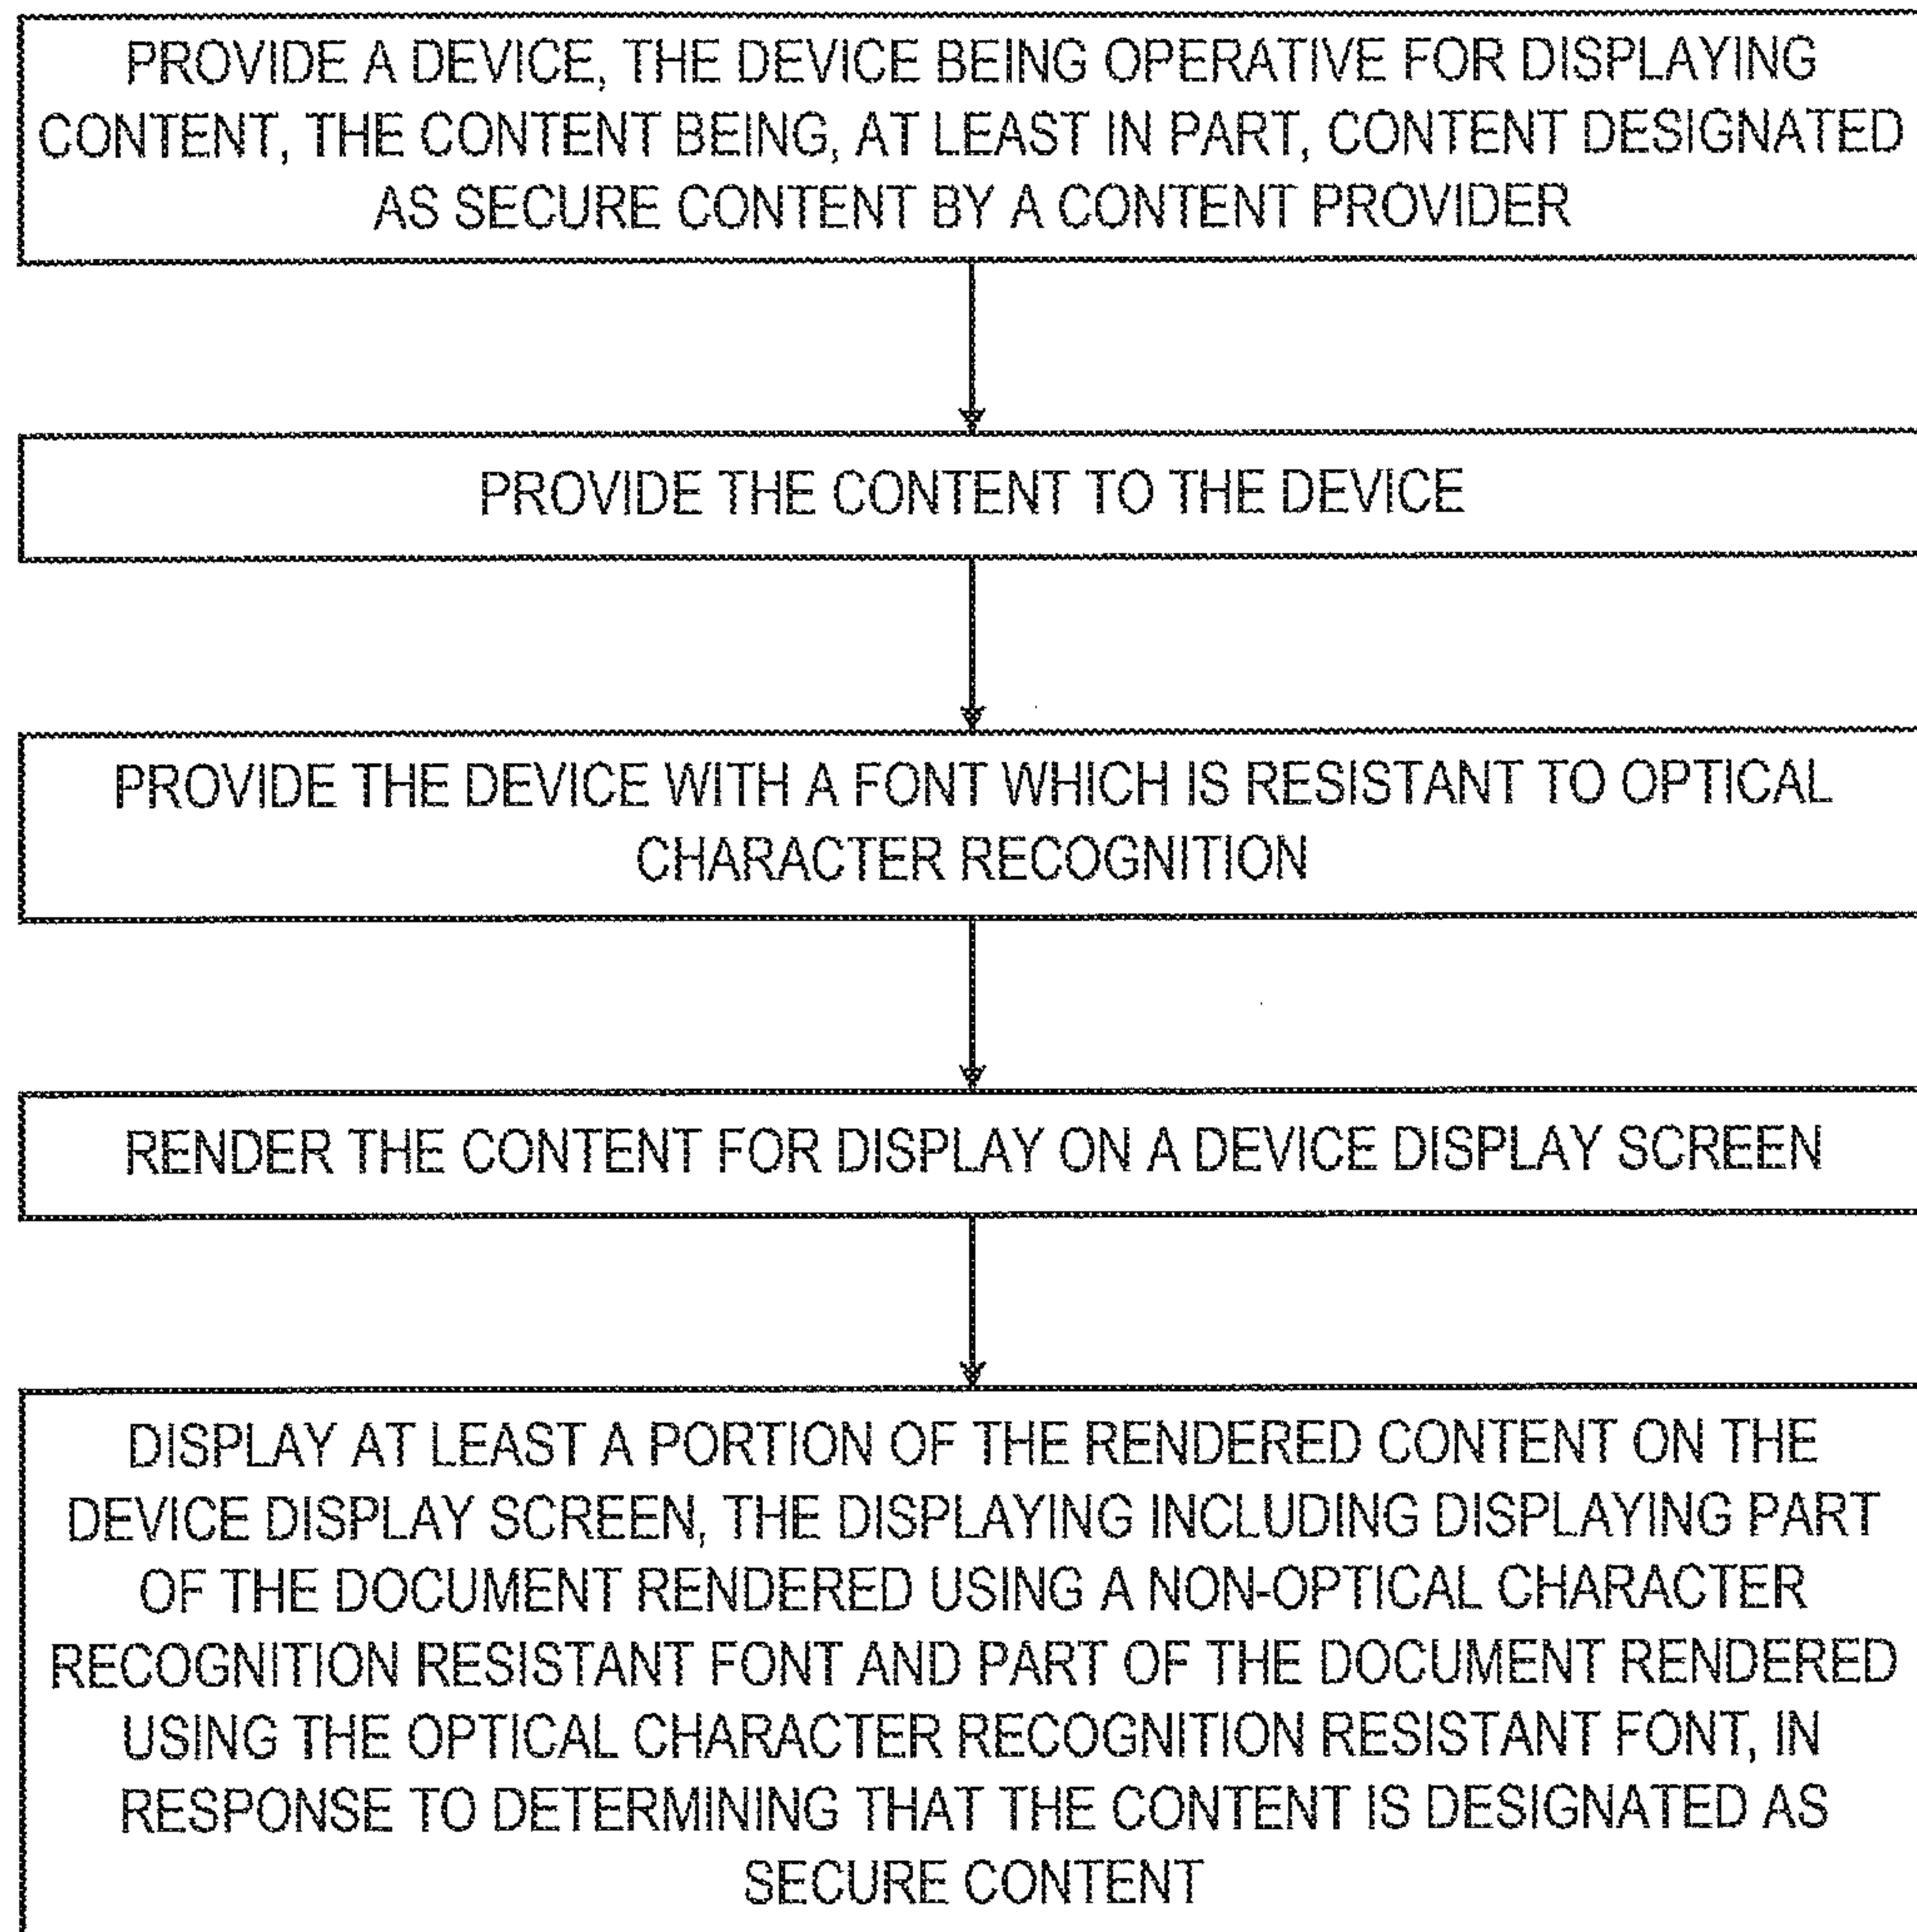 PROVIDE A DEVICE, THE DEVICE BEING OPERATIVE FOR DISPLAYING
CONTENT, THE CONTENT BEING, AT LEAST IN PART, CONTENT DESIGNATED
AS SECURE CONTENT BY A CONTENT PROVIDER
PROVIDE THE CONTENT TO THE DEVICE
PROVIDE THE DEVICE WITH A FONT WHICH IS RESISTANT TO OPTICAL
CHARACTER RECOGNITION
RENDER THE CONTENT FOR DISPLAY ON A DEVICE DISPLAY SCREEN
DISPLAY AT LEAST A PORTION OF THE RENDERED CONTENT ON THE
DEVICE DISPLAY SCREEN, THE DISPLAYING INCLUDING DISPLAYING PART
OF THE DOCUMENT RENDERED USING A NON-OPTICAL CHARACTER
RECOGNITION RESISTANT FONT AND PART OF THE DOCUMENT RENDERED
USING THE OPTICAL CHARACTER RECOGNITION RESISTANT FONT, IN
RESPONSE TO DETERMINING THAT THE CONTENT IS DESIGNATED AS
SECURE CONTENT